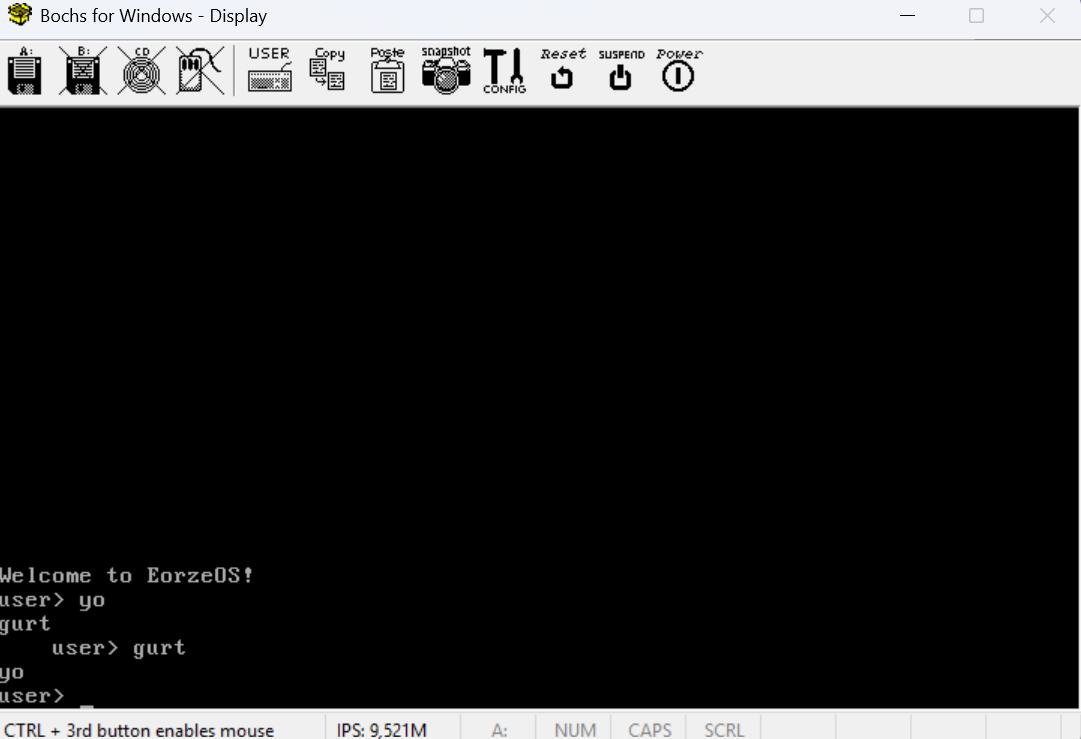 Bochs for Windows - Display
A: B: CD USER Copy Poste snapshot CONFIG Reset SUSPEND Power
Welcome to EorzeOS!
user> yo
gurt
user> gurt
yo
user> _
CTRL + 3rd button enables mouse IPS: 9,521M A: NUM CAPS SCRL